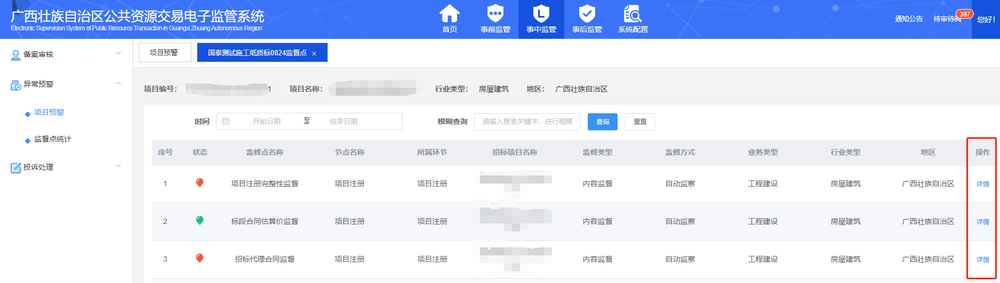 广西壮族自治区公共资源交易电子监管系统
Electronic Supervision System of Public Resource Transaction in Guangxi Zhuang Autonomous Region
首页 事前监管 事中监管 事后监管 系统配置
通知公告 待审待阅 397 您好!
备案审核
异常预警
项目预警
监督点统计
投诉处理
项目预警 国泰测试施工纸质标0824监督点 ×
项目编号: 1 项目名称: 行业类型: 房屋建筑 地区: 广西壮族自治区
时间 开始日期 至 结束日期 模糊查询 请输入搜索关键字，进行模糊 查询 重置
序号 状态 监督点名称 节点名称 所属环节 招标项目名称 监督类型 监督方式 业务类型 行业类型 地区 操作
1 项目注册完整性监督 项目注册 项目注册 内容监督 自动监察 工程建设 房屋建筑 广西壮族自治区 详情
2 标段合同估算价监督 项目注册 项目注册 内容监督 自动监察 工程建设 房屋建筑 广西壮族自治区 详情
3 招标代理合同监督 项目注册 项目注册 内容监督 自动监察 工程建设 房屋建筑 广西壮族自治区 详情